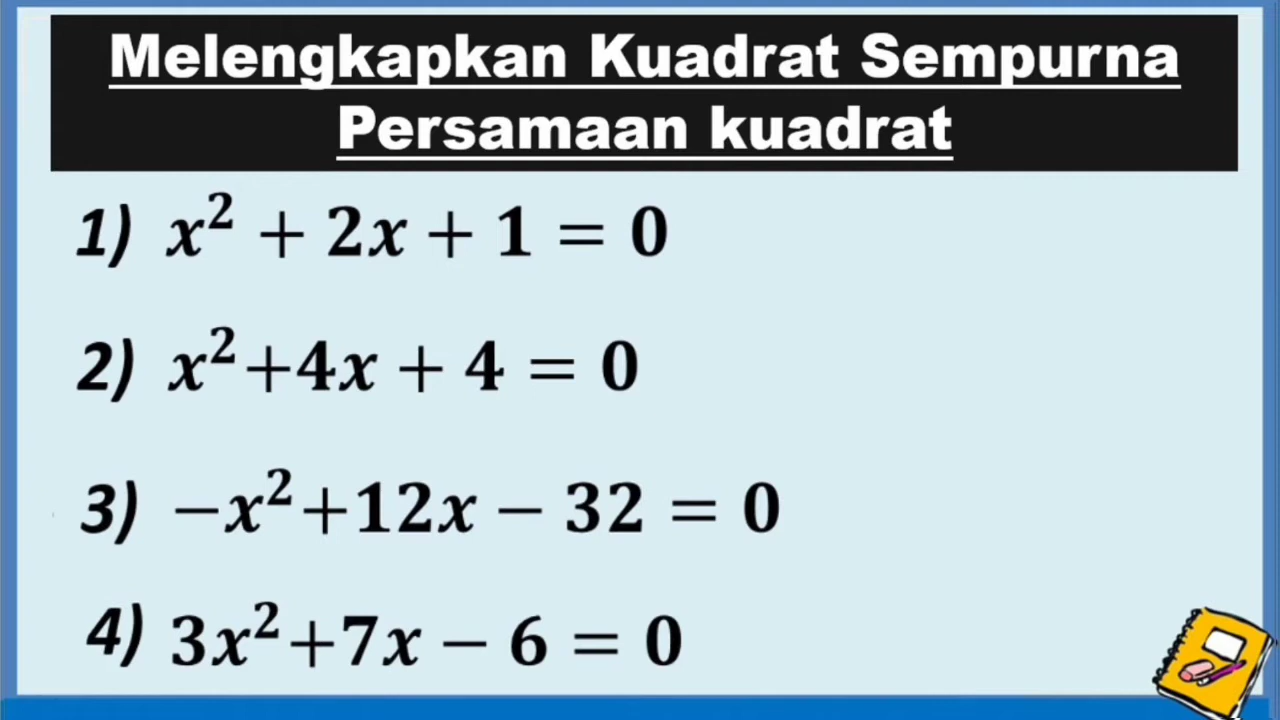 Melengkapkan Kuadrat Sempurna
Persamaan kuadrat
1) x² + 2x + 1 = 0
2) x²+4x + 4 = 0
3) −x²+12x − 32 = 0
4) 3x²+7x − 6 = 0